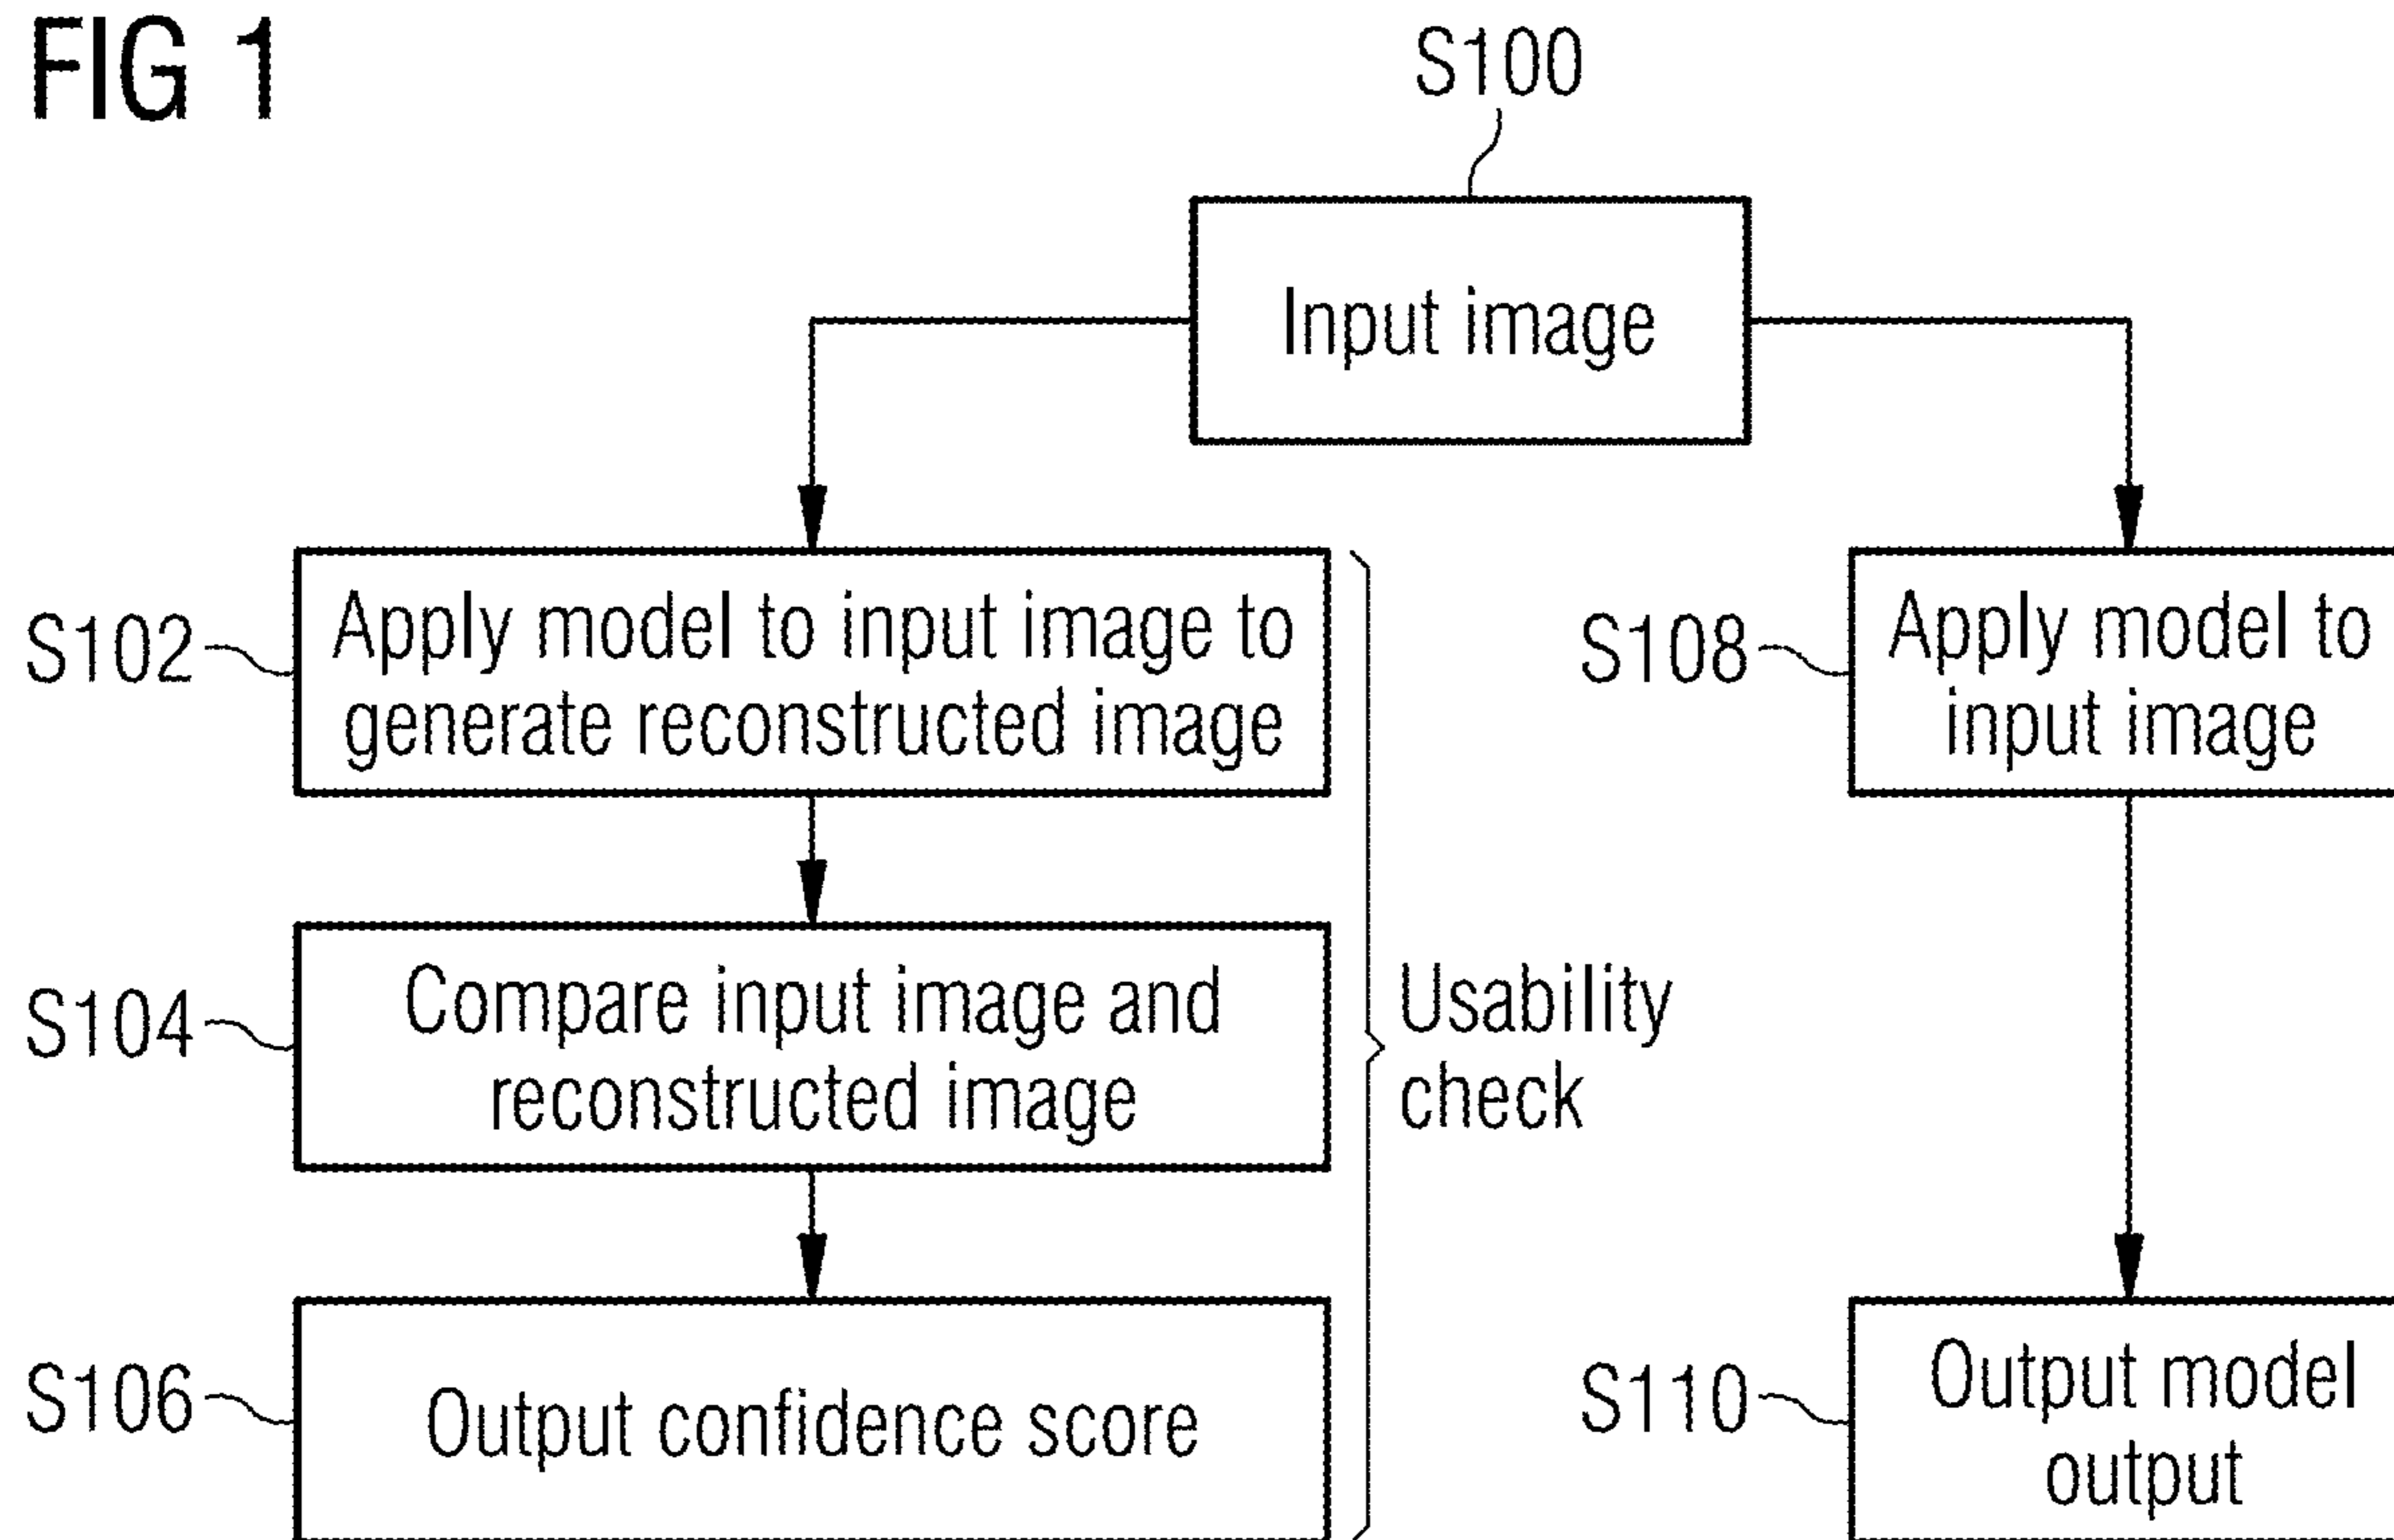 FIG 1
S100
Input image
S102
Apply model to input image to
generate reconstructed image
S108
Apply model to
input image
S104
Compare input image and
reconstructed image
Usability
check
S106
Output confidence score
S110
Output model
output